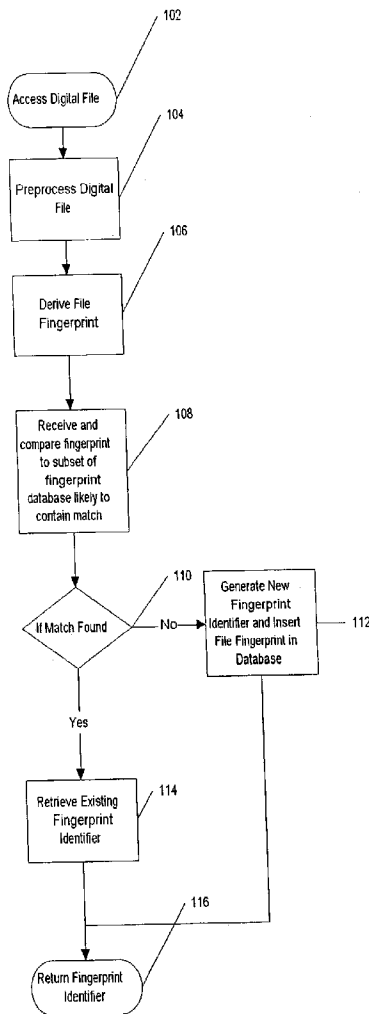 102
Access Digital File
104
Preprocess Digital
File
106
Derive File
Fingerprint
108
Receive and
compare fingerprint
to subset of
fingerprint
database likely to
contain match
110
If Match Found
No
Generate New
Fingerprint
Identifier and Insert
File Fingerprint in
Database
112
Yes
114
Retrieve Existing
Fingerprint
Identifier
116
Return Fingerprint
Identifier